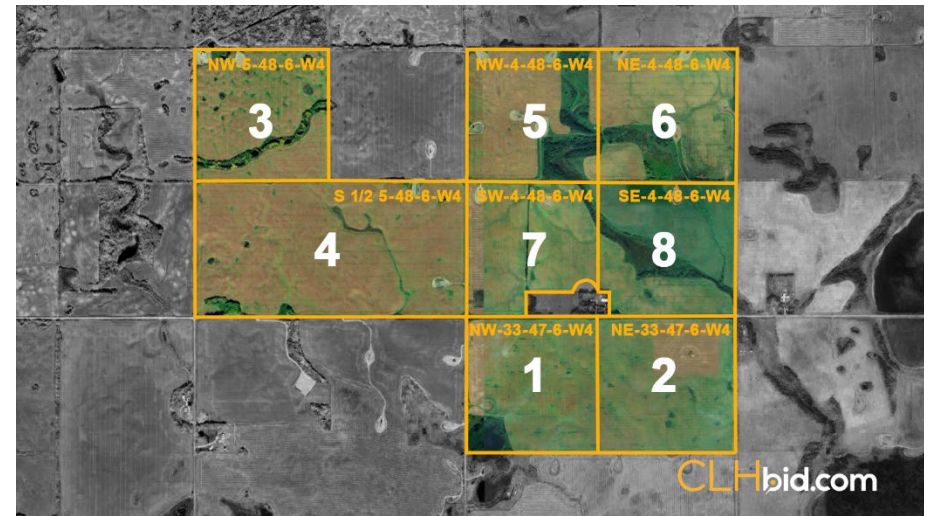 NW-5-48-6-W4
3
NW-4-48-6-W4
5
NE-4-48-6-W4
6
S 1/2 5-48-6-W4
4
SW-4-48-6-W4
7
SE-4-48-6-W4
8
NW-33-47-6-W4
1
NE-33-47-6-W4
2
CLHbid.com